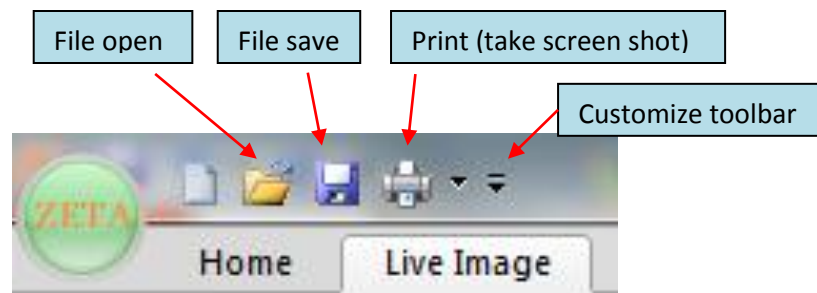 File open
File save
Print (take screen shot)
Customize toolbar
ZETA
Home
Live Image